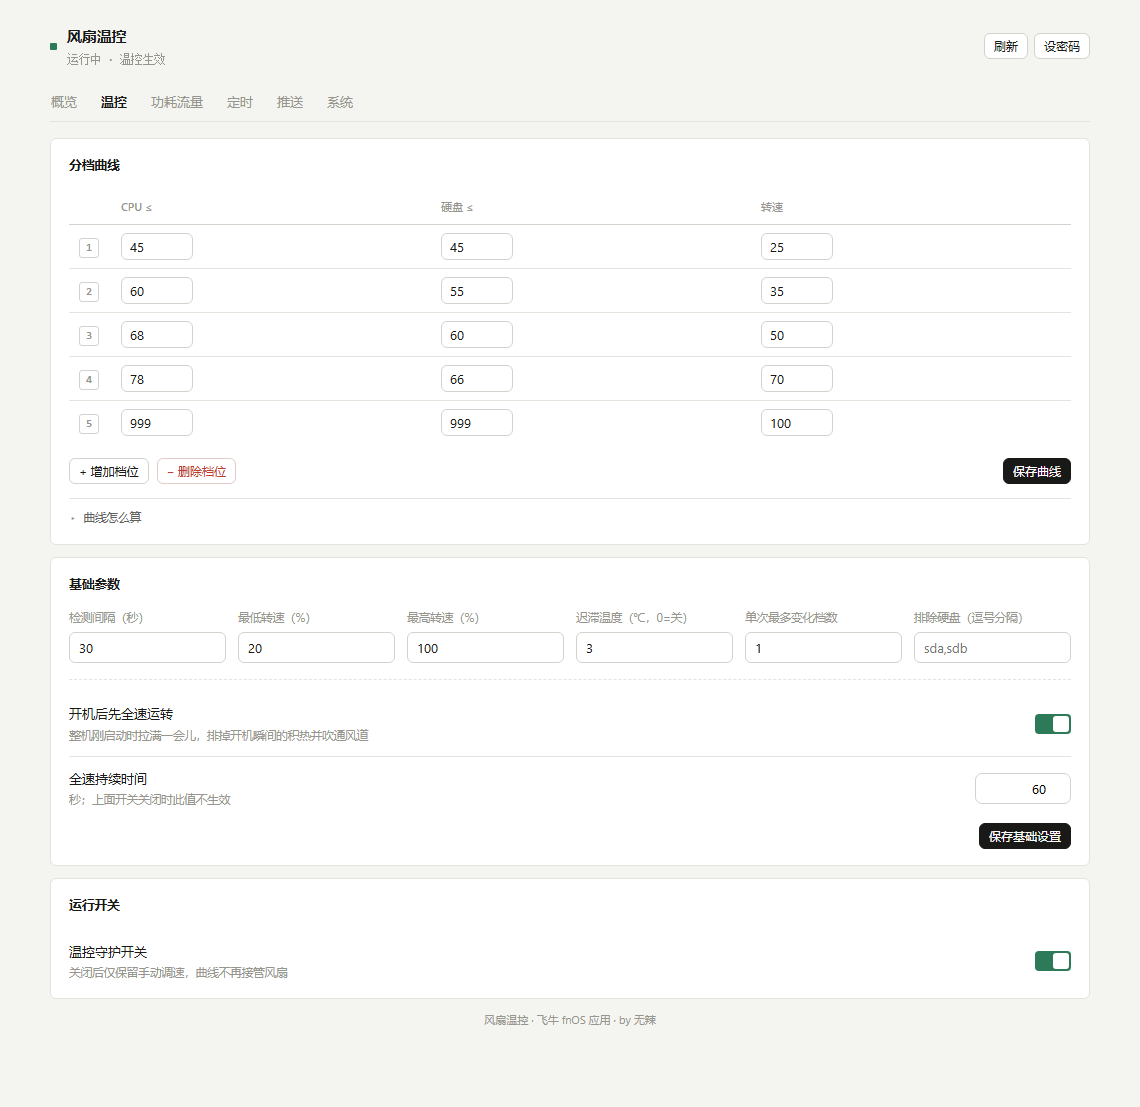 风扇温控
运行中 · 温控生效
刷新 设密码
概览 温控 功耗流量 定时 推送 系统
分档曲线
CPU ≤ 硬盘 ≤ 转速
1 45 45 25
2 60 55 35
3 68 60 50
4 78 66 70
5 999 999 100
+ 增加档位 − 删除档位 保存曲线
曲线怎么算
基础参数
检测间隔（秒） 最低转速（%） 最高转速（%） 迟滞温度（℃，0=关） 单次最多变化档数 排除硬盘（逗号分隔）
30 20 100 3 1 sda,sdb
开机后先全速运转
整机刚启动时拉满一会儿，排掉开机瞬间的积热并吹通风道
全速持续时间
秒；上面开关关闭时此值不生效
60
保存基础设置
运行开关
温控守护开关
关闭后仅保留手动调速，曲线不再接管风扇
风扇温控 · 飞牛 fnOS 应用 · by 无辣